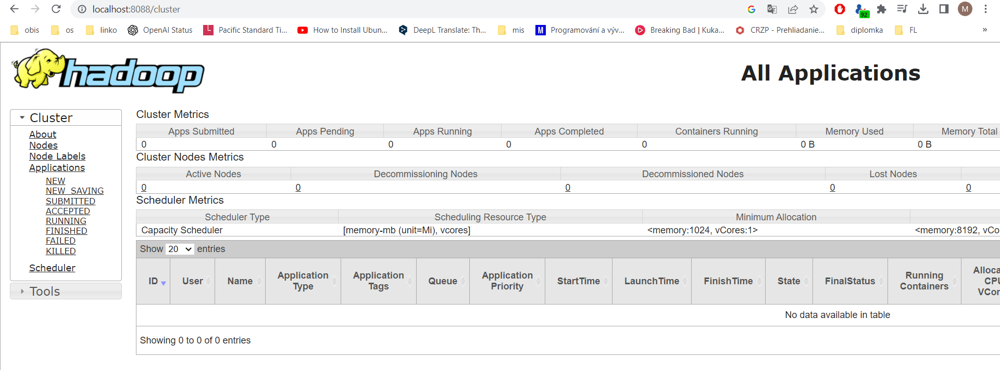 localhost:8088/cluster
92
M
obis
os
linko
OpenAI Status
Pacific Standard Ti...
How to Install Ubun...
DeepL Translate: Th...
mis
Programování a výv...
Breaking Bad | Kuka...
CRZP - Prehliadanie...
diplomka
FL
»
hadoop
All Applications
Cluster
About
Nodes
Node Labels
Applications
NEW
NEW_SAVING
SUBMITTED
ACCEPTED
RUNNING
FINISHED
FAILED
KILLED
Scheduler
Tools
Cluster Metrics
Apps Submitted Apps Pending Apps Running Apps Completed Containers Running Memory Used Memory Total
0 0 0 0 0 0 B 0 B
Cluster Nodes Metrics
Active Nodes Decommissioning Nodes Decommissioned Nodes Lost Nodes
0 0 0 0 0
Scheduler Metrics
Scheduler Type Scheduling Resource Type Minimum Allocation
Capacity Scheduler [memory-mb (unit=Mi), vcores] <memory:1024, vCores:1> <memory:8192, vCo
Show 20 entries
ID User Name Application Type Application Tags Queue Application Priority StartTime LaunchTime FinishTime State FinalStatus Running Containers Alloca CPU VCor
No data available in table
Showing 0 to 0 of 0 entries